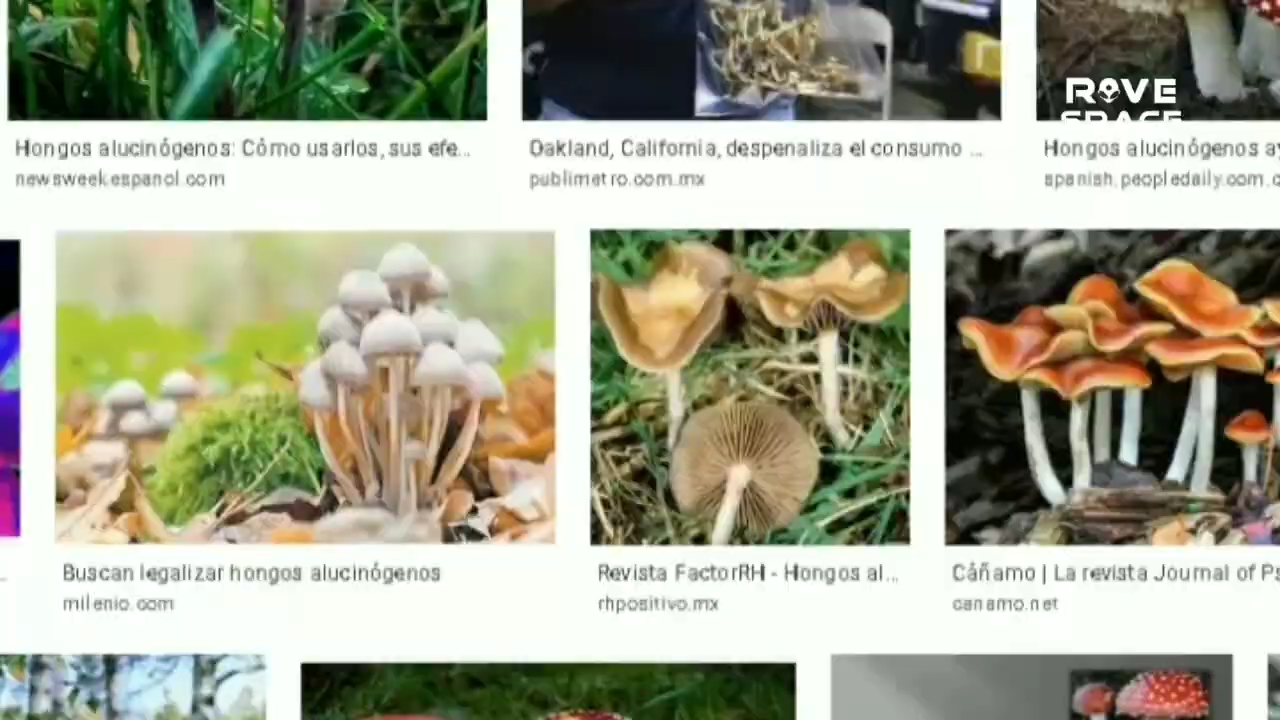 RAVE
SPACE
Hongos alucinógenos: Cómo usarlos, sus efe...
newsweekespanol.com
Oakland, California, despenaliza el consumo ...
publimetro.com.mx
Hongos alucinógenos
spanish.peopledaily.com.c
Buscan legalizar hongos alucinógenos
milenio.com
Revista FactorRH - Hongos al...
rhpositivo.mx
Cáñamo | La revista Journal of Ps
canamo.net